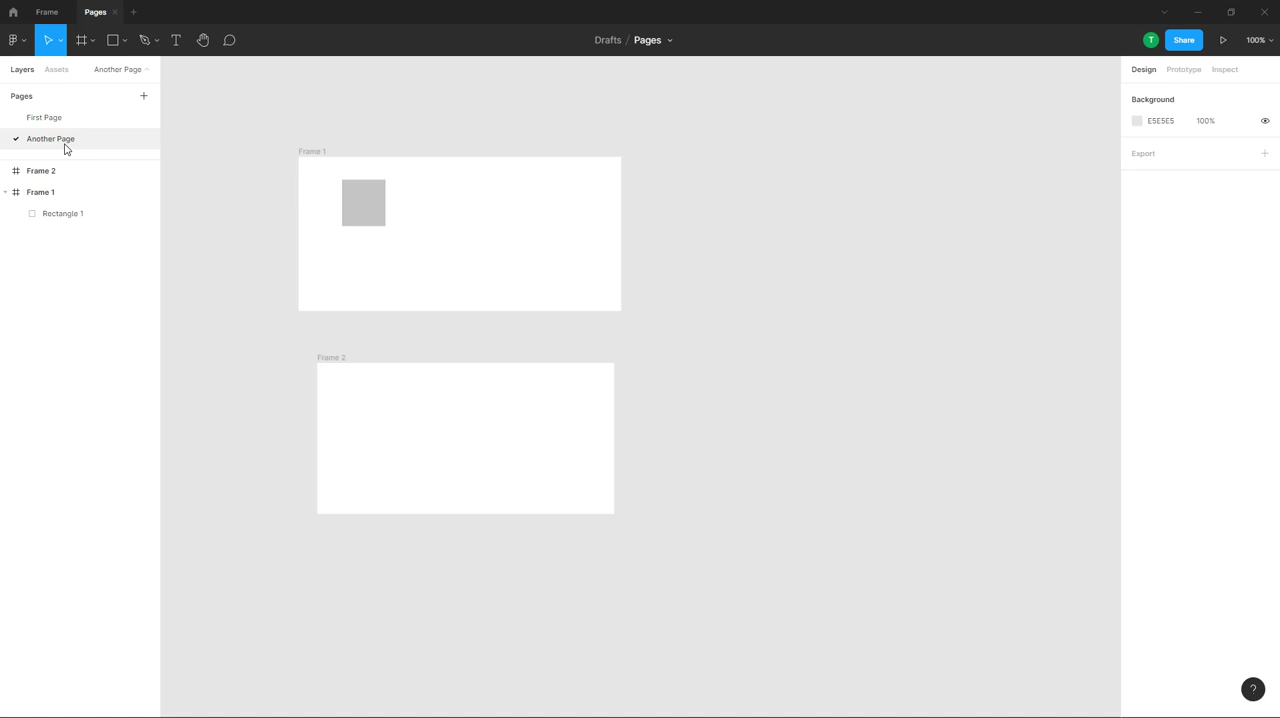 Frame
Pages
Drafts / Pages
T
Share
100%
Layers
Assets
Another Page
Design
Prototype
Inspect
Pages
First Page
Another Page
Frame 2
Frame 1
Rectangle 1
Frame 1
Frame 2
Background
E5E5E5
100%
Export
?